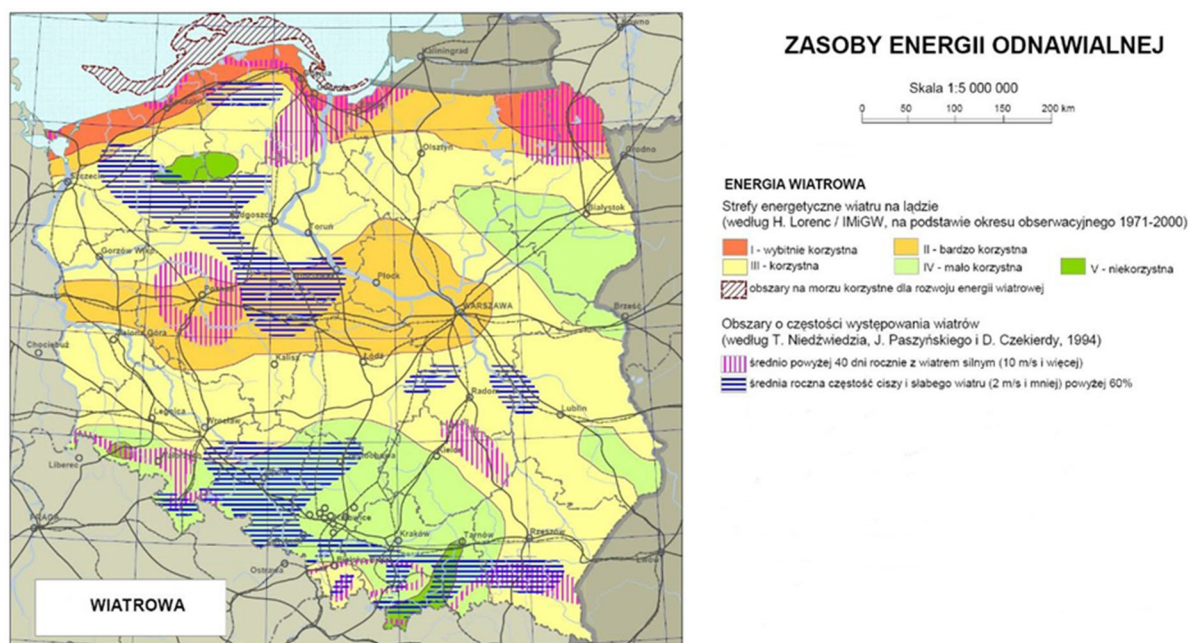 ZASOBY ENERGII ODNAWIALNEJ
Skala 1:5 000 000
0 50 100 150 200 km
ENERGIA WIATROWA
Strefy energetyczne wiatru na lądzie
(według H. Lorenc / IMiGW, na podstawie okresu obserwacyjnego 1971-2000)
I - wybitnie korzystna
II - bardzo korzystna
III - korzystna
IV - mało korzystna
V - niekorzystna
obszary na morzu korzystne dla rozwoju energii wiatrowej
Obszary o częstości występowania wiatrów
(według T. Niedźwiedzia, J. Paszyńskiego i D. Czekierdy, 1994)
średnio powyżej 40 dni rocznie z wiatrem silnym (10 m/s i więcej)
średnia roczna częstość ciszy i słabego wiatru (2 m/s i mniej) powyżej 60%
Kaliningrad
Grodno
Olsztyn
Białystok
Toruń
Gorzów Wlkp.
Płock
WARSZAWA
Brześć
Zielona Góra
Chociebuż
Kalisz
Łódź
Radom
Lublin
Legnica
Wrocław
Kielce
Liberec
PRAGA
Katowice
Kraków
Tarnów
Rzeszów
Lwów
Ostrawa
WIATROWA